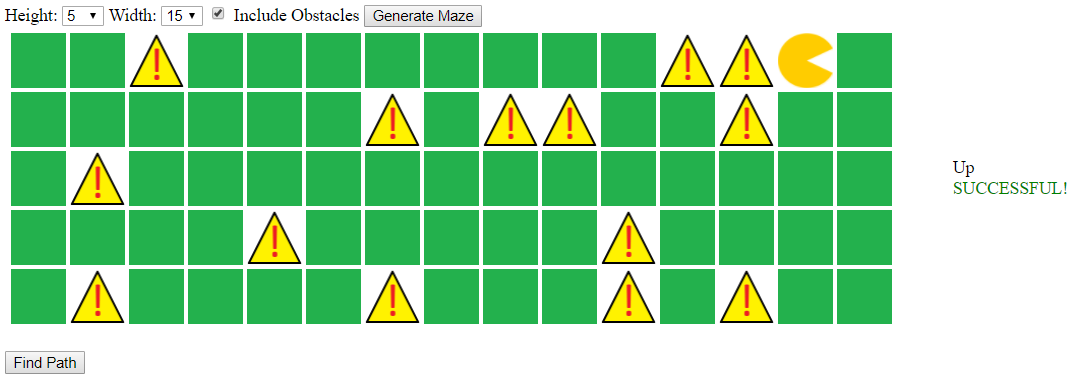 Height: 5 Width: 15 Include Obstacles Generate Maze
Up
SUCCESSFUL!
Find Path